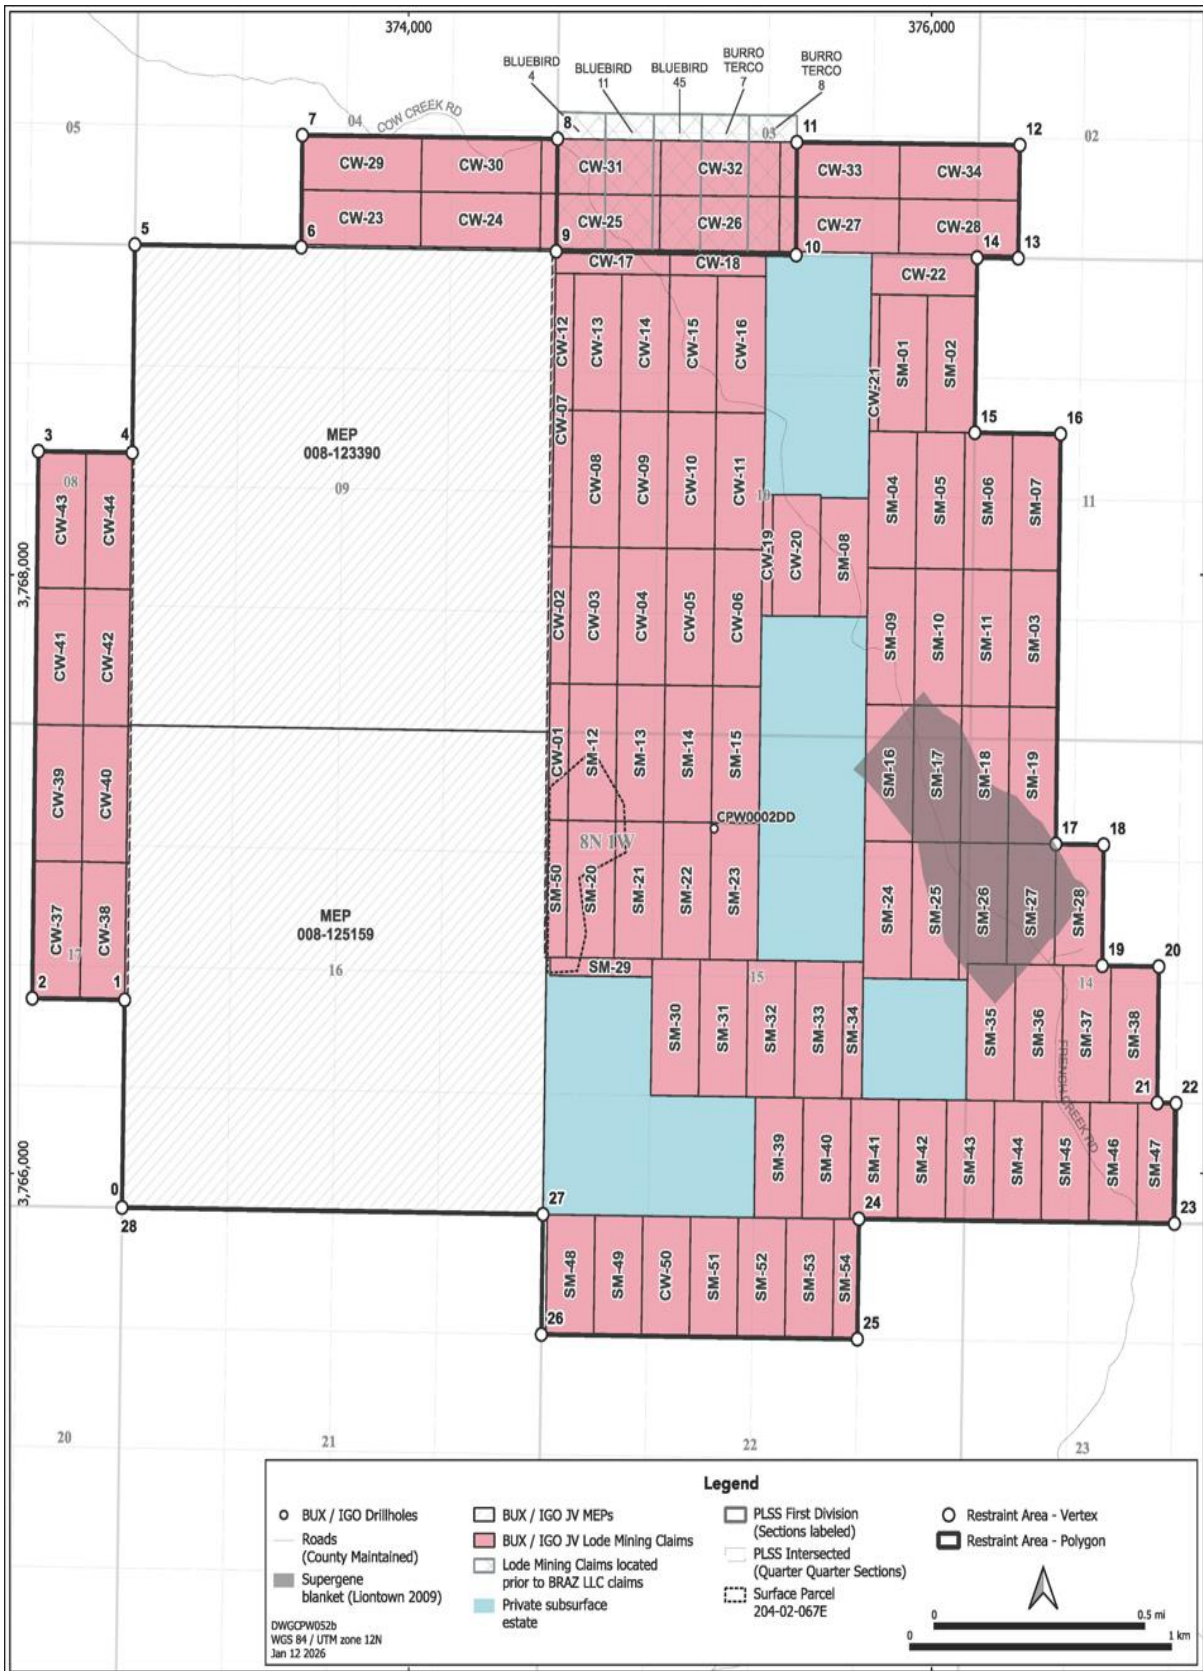 374,000
376,000
BLUEBIRD
4
BLUEBIRD
11
BLUEBIRD
45
BURRO
TERCO
7
BURRO
TERCO
8
05
04
COW CREEK RD
03
02
7
8
11
12
CW-29
CW-30
CW-31
CW-32
CW-33
CW-34
CW-23
CW-24
CW-25
CW-26
CW-27
CW-28
5
6
9
10
14
13
CW-17
CW-18
CW-22
CW-12
CW-13
CW-14
CW-15
CW-16
CW-21
SM-01
SM-02
3
4
15
16
MEP
008-123390
09
08
CW-43
CW-44
CW-07
CW-08
CW-09
CW-10
CW-11
10
SM-04
SM-05
SM-06
SM-07
11
3,768,000
CW-19
CW-20
SM-08
CW-41
CW-42
CW-02
CW-03
CW-04
CW-05
CW-06
SM-09
SM-10
SM-11
SM-03
CW-39
CW-40
CW-01
SM-12
SM-13
SM-14
SM-15
SM-16
SM-17
SM-18
SM-19
CPW0002DD
8N 1W
17
18
CW-37
CW-38
17
SM-50
SM-20
SM-21
SM-22
SM-23
SM-24
SM-25
SM-26
SM-27
SM-28
MEP
008-125159
16
2
1
SM-29
15
14
19
20
SM-30
SM-31
SM-32
SM-33
SM-34
SM-35
SM-36
SM-37
SM-38
FRENCH CREEK RD
21
22
3,766,000
SM-39
SM-40
SM-41
SM-42
SM-43
SM-44
SM-45
SM-46
SM-47
0
28
27
24
23
SM-48
SM-49
CW-50
SM-51
SM-52
SM-53
SM-54
26
25
20
21
22
23
Legend
BUX / IGO Drillholes
Roads
(County Maintained)
Supergene
blanket (Liontown 2009)
BUX / IGO JV MEPs
BUX / IGO JV Lode Mining Claims
Lode Mining Claims located
prior to BRAZ LLC claims
Private subsurface
estate
PLSS First Division
(Sections labeled)
PLSS Intersected
(Quarter Quarter Sections)
Surface Parcel
204-02-067E
Restraint Area - Vertex
Restraint Area - Polygon
0
0.5 mi
0
1 km
DWGCPW052b
WGS 84 / UTM zone 12N
Jan 12 2026